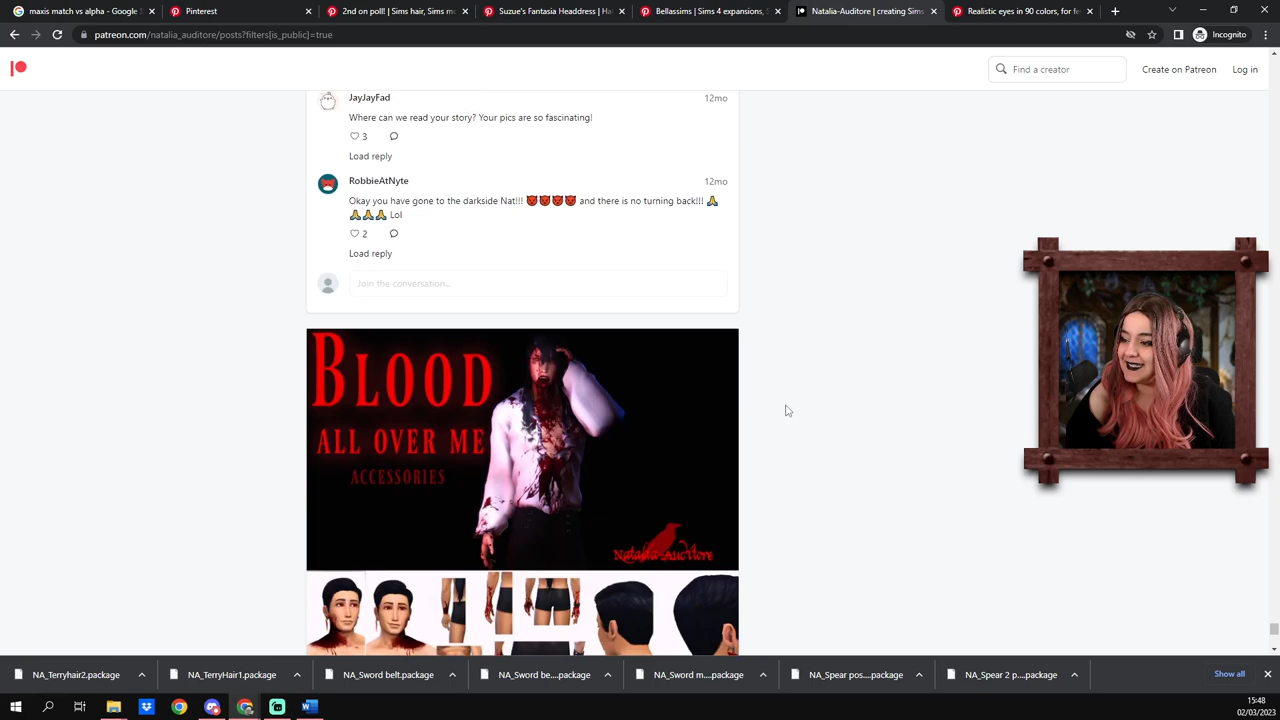 maxis match vs alpha - Google S
Pinterest
2nd on poll! | Sims hair, Sims mo
Suzue's Fantasia Headdress | Ha
Bellassims | Sims 4 expansions, S
Natalia-Auditore | creating Sims
Realistic eyes in 90 colors, for fe
patreon.com/natalia_auditore/posts?filters[is_public]=true
Incognito
Find a creator
Create on Patreon
Log in
JayJayFad
12mo
Where can we read your story? Your pics are so fascinating!
3
Load reply
RobbieAtNyte
12mo
Okay you have gone to the darkside Nat!!! 👹👹👹👹 and there is no turning back!!! 🙏
🙏🙏🙏 Lol
2
Load reply
Join the conversation...
BLOOD
ALL OVER ME
ACCESSORIES
Natalia-Auditore
NA_Terryhair2.package
NA_TerryHair1.package
NA_Sword belt.package
NA_Sword be....package
NA_Sword m....package
NA_Spear pos....package
NA_Spear 2 p....package
Show all
15:48
02/03/2023